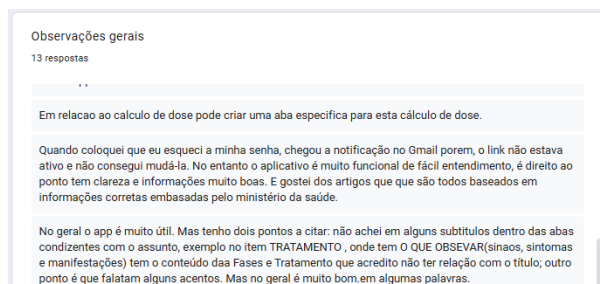 Observações gerais
13 respostas
Em relacao ao calculo de dose pode criar uma aba especifica para esta cálculo de dose.
Quando coloquei que eu esqueci a minha senha, chegou a notificação no Gmail porem, o link não estava
ativo e não consegui mudá-la. No entanto o aplicativo é muito funcional de fácil entendimento, é direito ao
ponto tem clareza e informações muito boas. E gostei dos artigos que que são todos baseados em
informações corretas embasadas pelo ministério da saúde.
No geral o app é muito útil. Mas tenho dois pontos a citar: não achei em alguns subtitulos dentro das abas
condizentes com o assunto, exemplo no item TRATAMENTO , onde tem O QUE OBSEVAR(sinaos, sintomas
e manifestações) tem o conteúdo daa Fases e Tratamento que acredito não ter relação com o título; outro
ponto é que falatam alguns acentos. Mas no geral é muito bom.em algumas palavras.